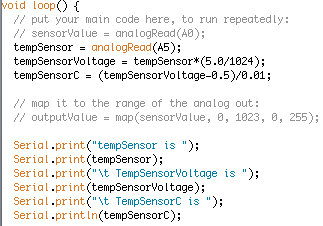 void loop() {
// put your main code here, to run repeatedly:
// sensorValue = analogRead(A0);
tempSensor = analogRead(A5);
tempSensorVoltage = tempSensor*(5.0/1024);
tempSensorC = (tempSensorVoltage-0.5)/0.01;
// map it to the range of the analog out:
// outputValue = map(sensorValue, 0, 1023, 0, 255);
Serial.print("tempSensor is ");
Serial.print(tempSensor);
Serial.print("\t TempSensorVoltage is ");
Serial.print(tempSensorVoltage);
Serial.print("\t TempSensorC is ");
Serial.println(tempSensorC);